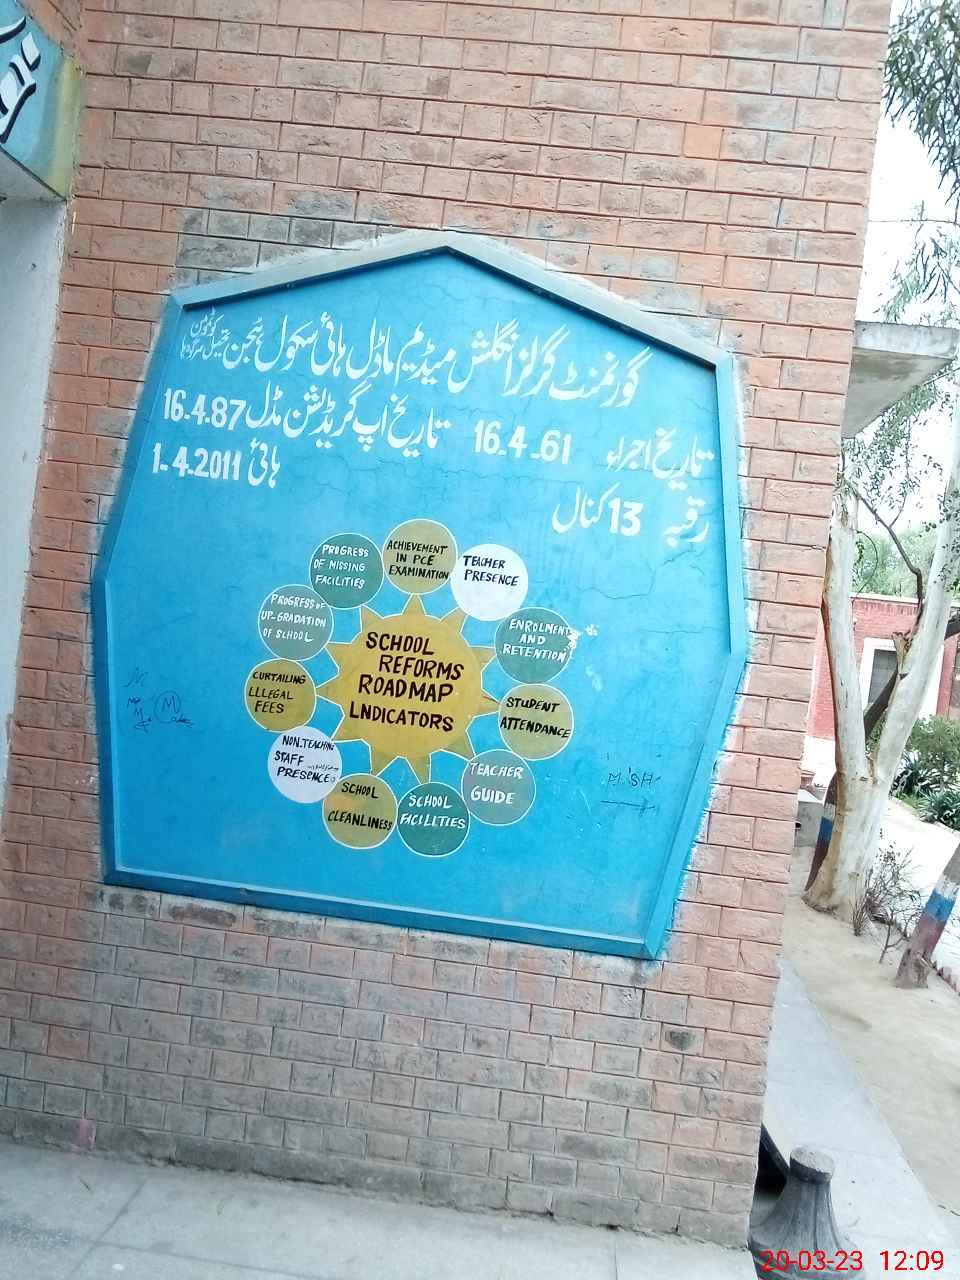 گورنمنٹ گرلز انگلش میڈیم ماڈل ہائی سکول
تاریخ اجراء 16.4.61 تاریخ اپ گریڈیشن مڈل 16.4.87
ہائی 1.4.2011
رقبہ 13 کنال
SCHOOL
REFORMS
ROADMAP
LNDICATORS
ACHIEVEMENT
IN PCE
EXAMINATION
TEACHER
PRESENCE
ENROLMENT
AND
RETENTION
STUDENT
ATTENDANCE
TEACHER
GUIDE
SCHOOL
FACILITIES
SCHOOL
CLEANLINESS
NON.TEACHING
STAFF
PRESENCE
CURTAILING
LLLEGAL
FEES
PROGRESS OF
UP-GRADATION
OF SCHOOL
PROGRESS
OF MISSING
FACILITIES
M.SH
20-03-23 12:09